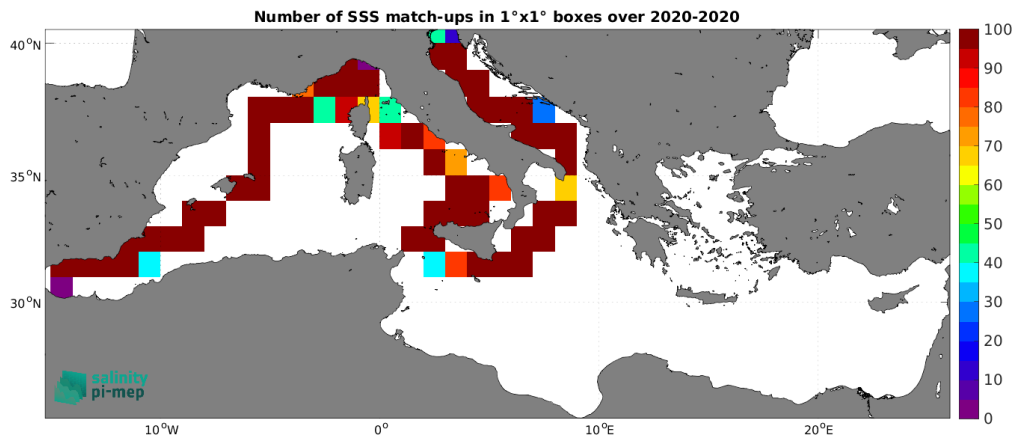 Number of SSS match-ups in 1°x1° boxes over 2020-2020
40°N
35°N
30°N
10°W
0°
10°E
20°E
100
90
80
70
60
50
40
30
20
10
0
salinity
pi-mep